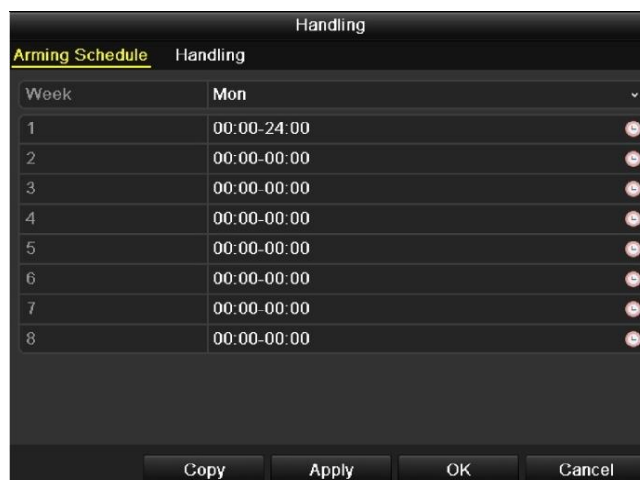 Handling
Arming Schedule Handling
Week Mon
1 00:00-24:00
2 00:00-00:00
3 00:00-00:00
4 00:00-00:00
5 00:00-00:00
6 00:00-00:00
7 00:00-00:00
8 00:00-00:00
Copy Apply OK Cancel